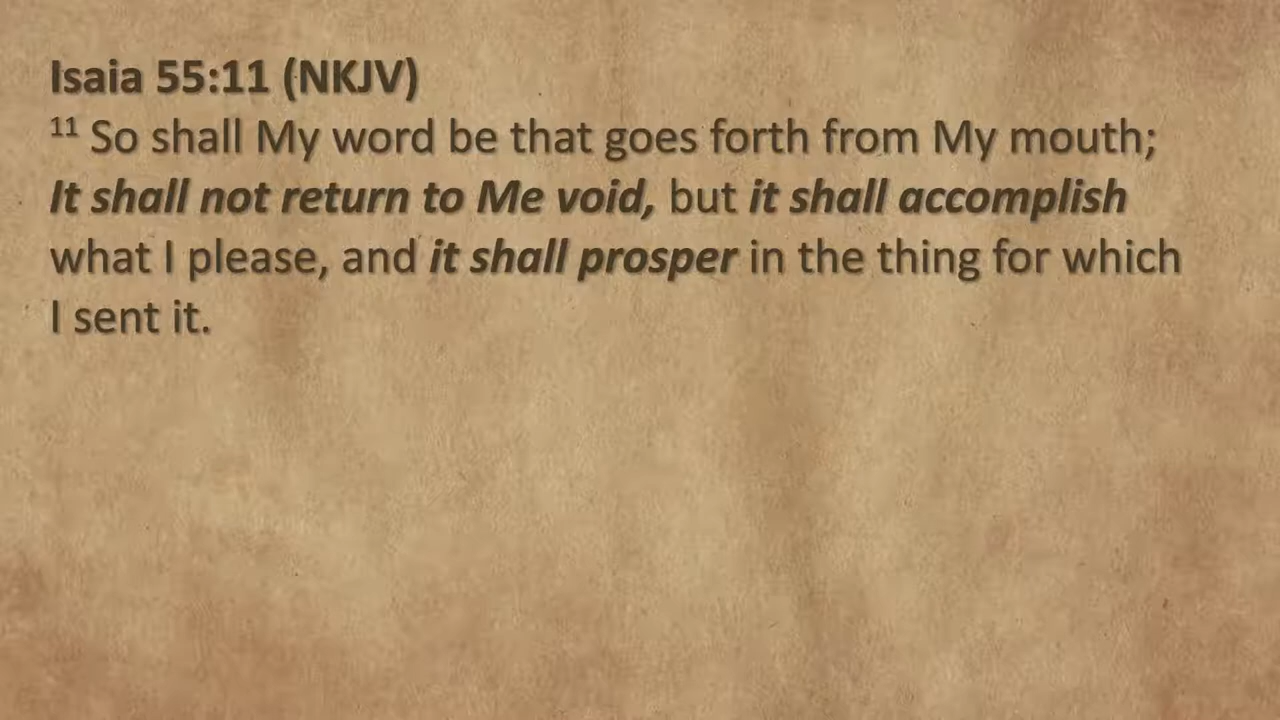 Isaia 55:11 (NKJV)
11 So shall My word be that goes forth from My mouth;
It shall not return to Me void, but it shall accomplish
what I please, and it shall prosper in the thing for which
I sent it.